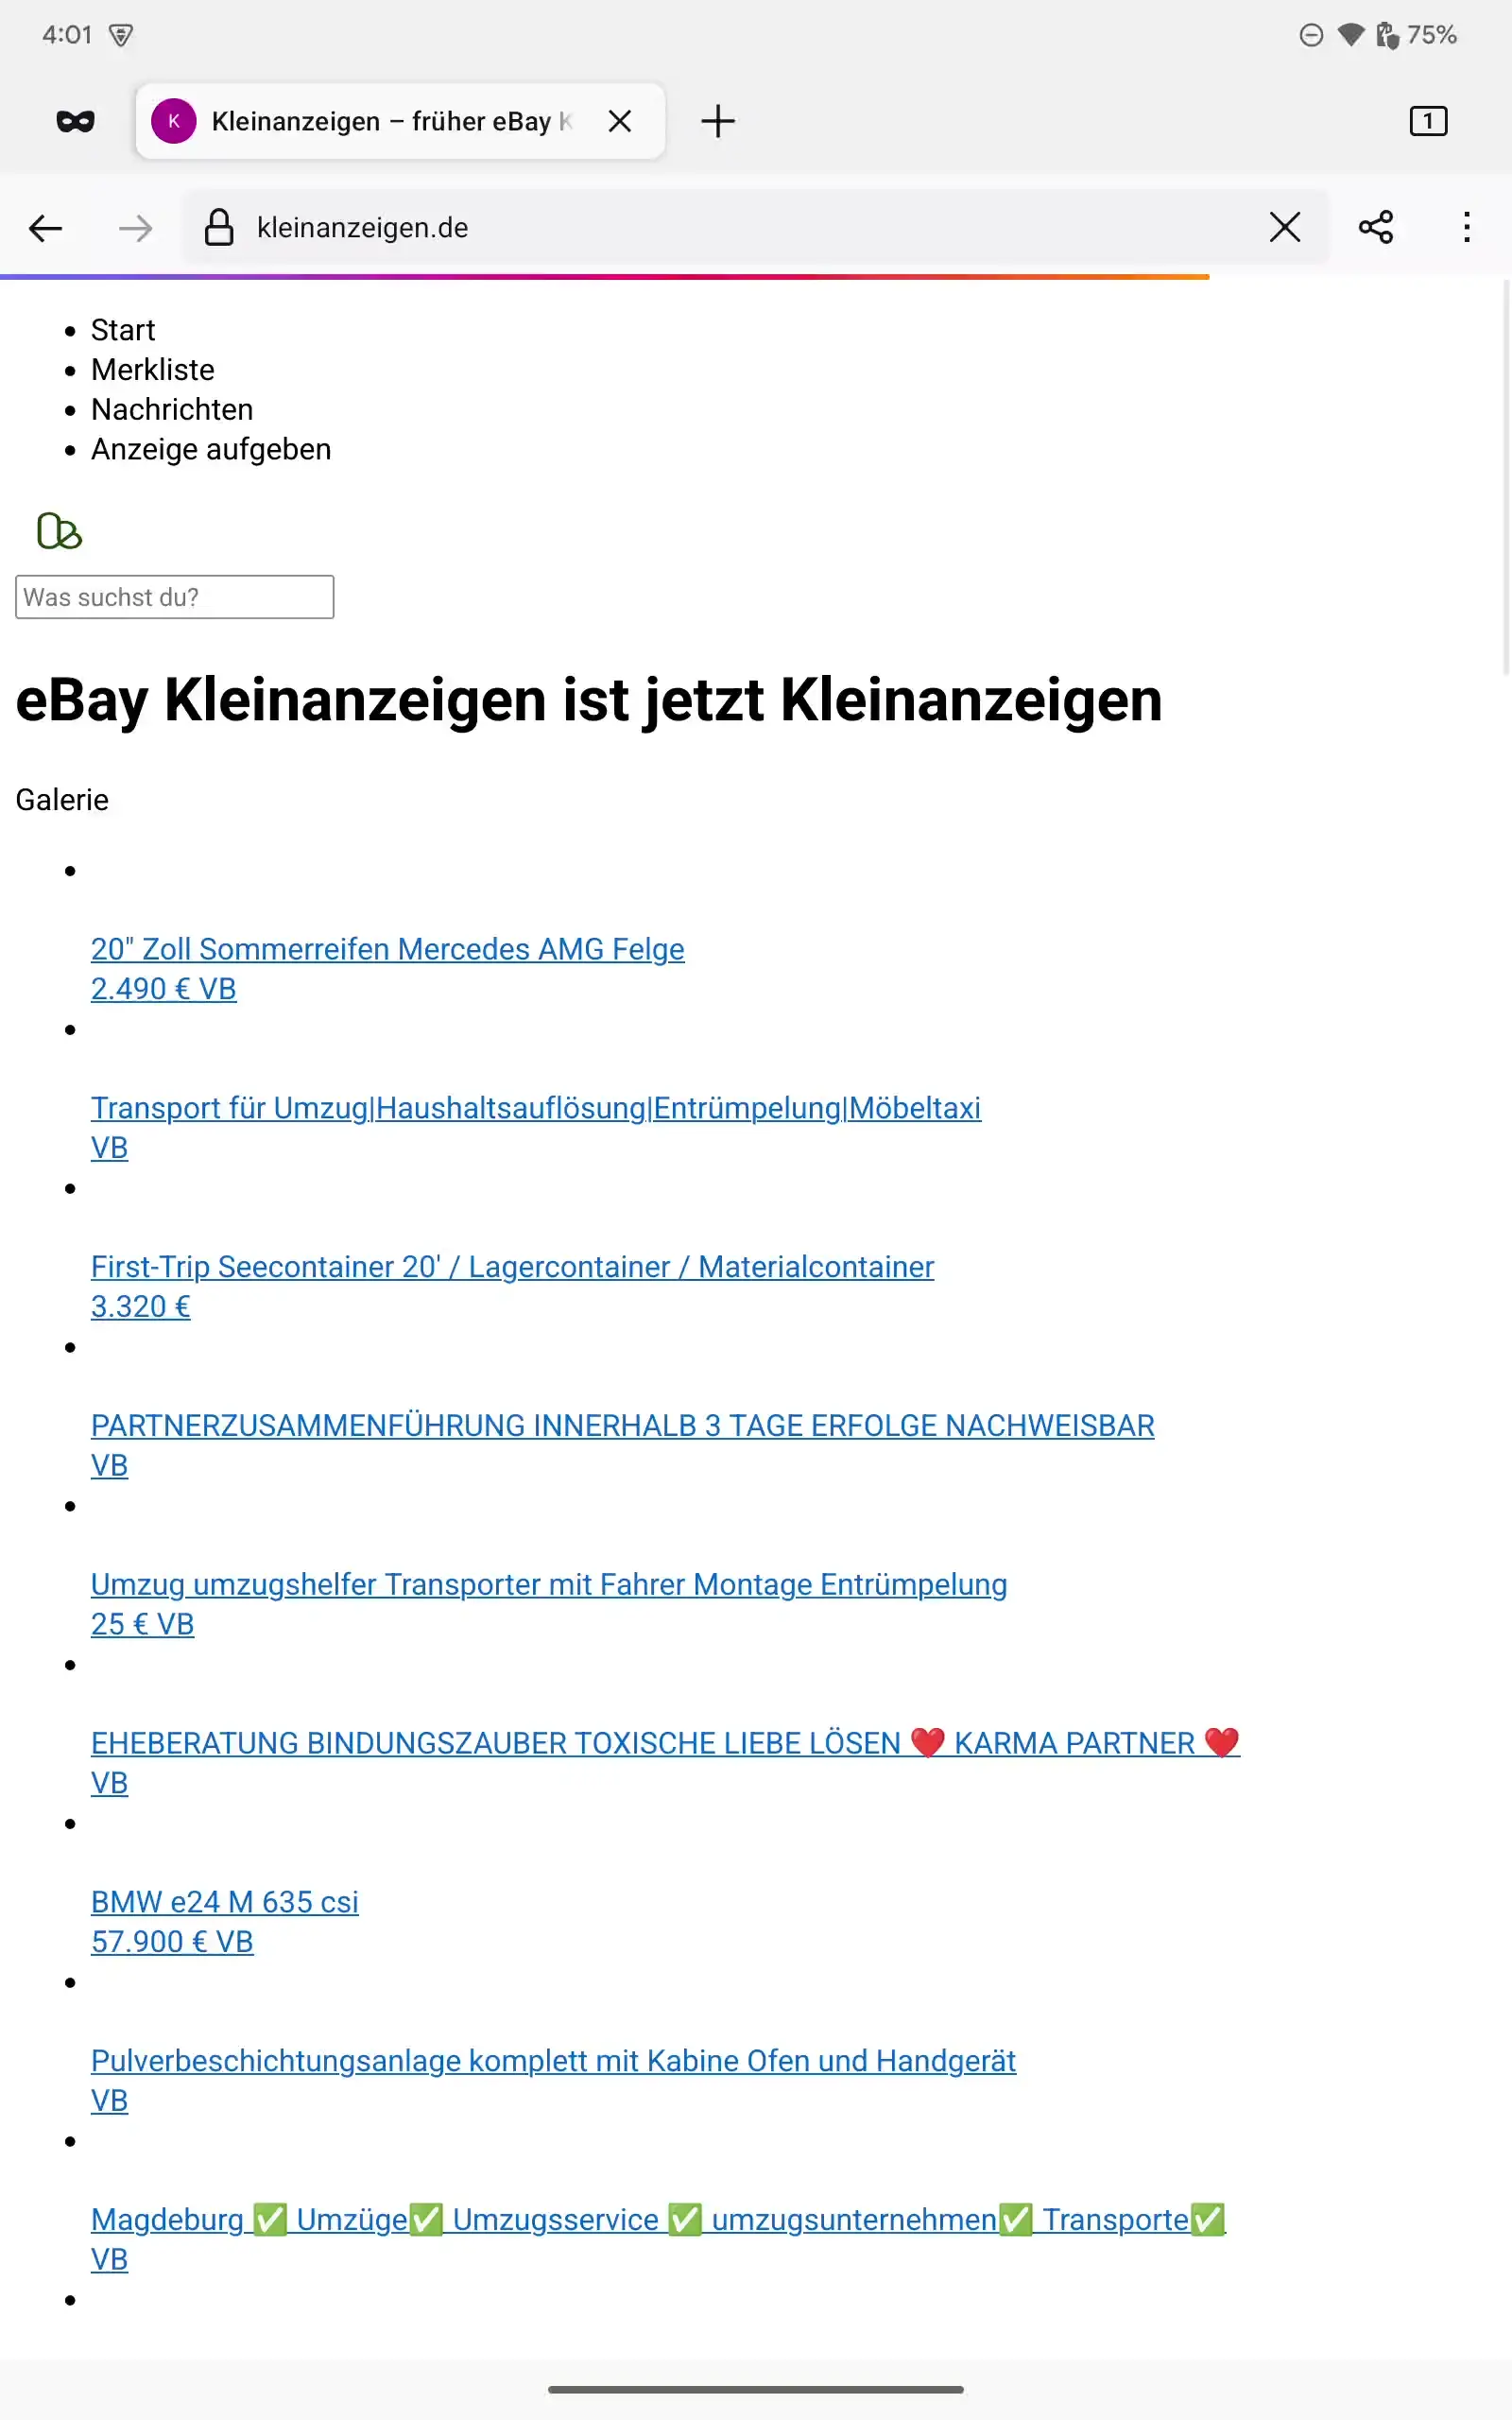 4:01
75%
K
Kleinanzeigen – früher eBay K
1
kleinanzeigen.de
Start
Merkliste
Nachrichten
Anzeige aufgeben
Was suchst du?
eBay Kleinanzeigen ist jetzt Kleinanzeigen
Galerie
20" Zoll Sommerreifen Mercedes AMG Felge
2.490 € VB
Transport für Umzug|Haushaltsauflösung|Entrümpelung|Möbeltaxi
VB
First-Trip Seecontainer 20' / Lagercontainer / Materialcontainer
3.320 €
PARTNERZUSAMMENFÜHRUNG INNERHALB 3 TAGE ERFOLGE NACHWEISBAR
VB
Umzug umzugshelfer Transporter mit Fahrer Montage Entrümpelung
25 € VB
EHEBERATUNG BINDUNGSZAUBER TOXISCHE LIEBE LÖSEN ❤️ KARMA PARTNER ❤️
VB
BMW e24 M 635 csi
57.900 € VB
Pulverbeschichtungsanlage komplett mit Kabine Ofen und Handgerät
VB
Magdeburg ✅ Umzüge✅ Umzugsservice ✅ umzugsunternehmen✅ Transporte✅
VB